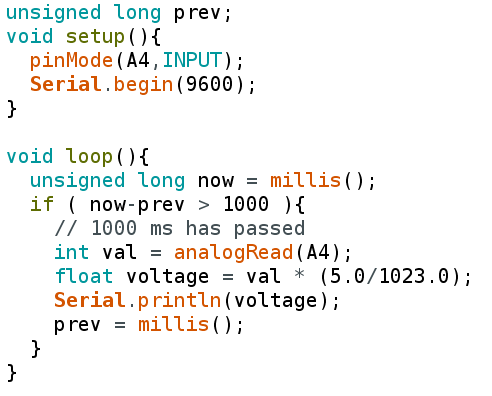 unsigned long prev;
void setup(){
  pinMode(A4,INPUT);
  Serial.begin(9600);
}

void loop(){
  unsigned long now = millis();
  if ( now-prev > 1000 ){
    // 1000 ms has passed
    int val = analogRead(A4);
    float voltage = val * (5.0/1023.0);
    Serial.println(voltage);
    prev = millis();
  }
}